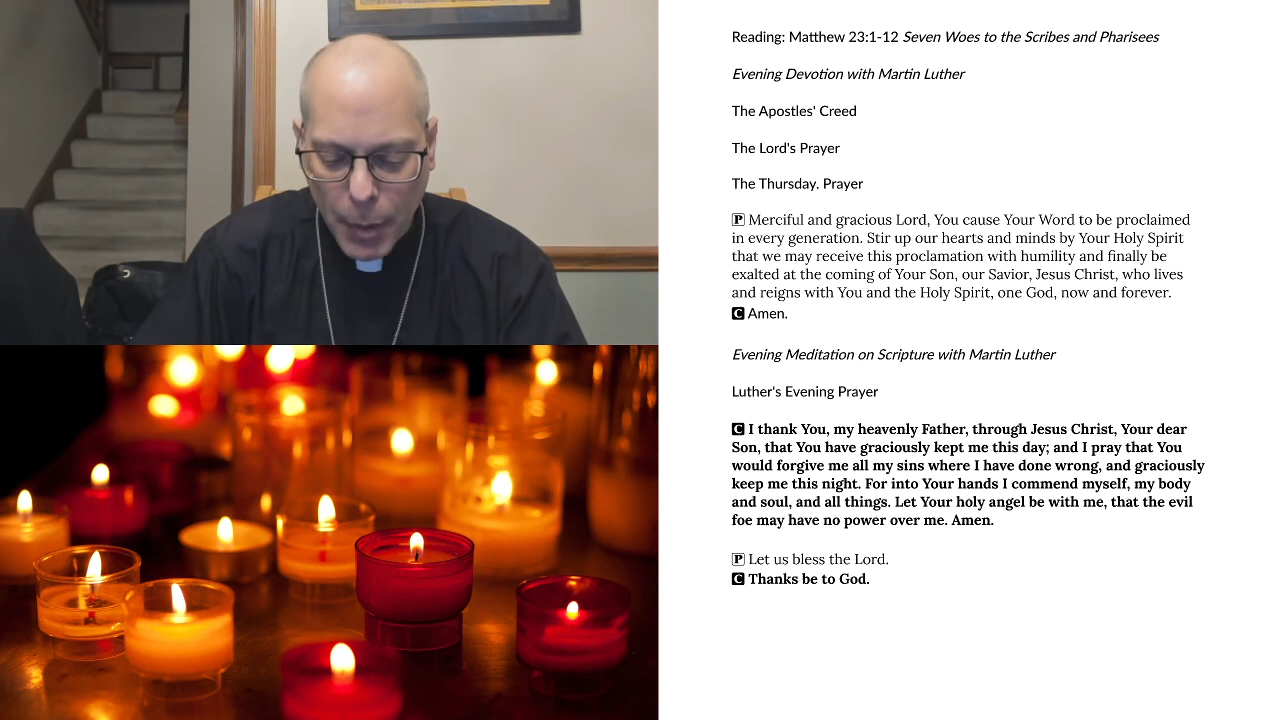 Reading: Matthew 23:1-12 Seven Woes to the Scribes and Pharisees
Evening Devotion with Martin Luther
The Apostles' Creed
The Lord's Prayer
The Thursday. Prayer
P Merciful and gracious Lord, You cause Your Word to be proclaimed
in every generation. Stir up our hearts and minds by Your Holy Spirit
that we may receive this proclamation with humility and finally be
exalted at the coming of Your Son, our Savior, Jesus Christ, who lives
and reigns with You and the Holy Spirit, one God, now and forever.
C Amen.
Evening Meditation on Scripture with Martin Luther
Luther's Evening Prayer
C I thank You, my heavenly Father, through Jesus Christ, Your dear
Son, that You have graciously kept me this day; and I pray that You
would forgive me all my sins where I have done wrong, and graciously
keep me this night. For into Your hands I commend myself, my body
and soul, and all things. Let Your holy angel be with me, that the evil
foe may have no power over me. Amen.
P Let us bless the Lord.
C Thanks be to God.